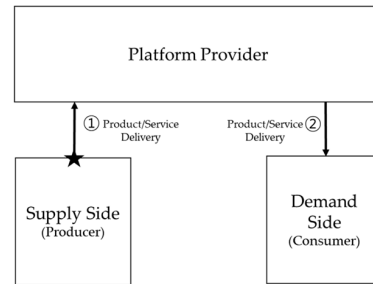 Platform Provider
① Product/Service
Delivery
Product/Service ②
Delivery
Supply Side
(Producer)
Demand
Side
(Consumer)